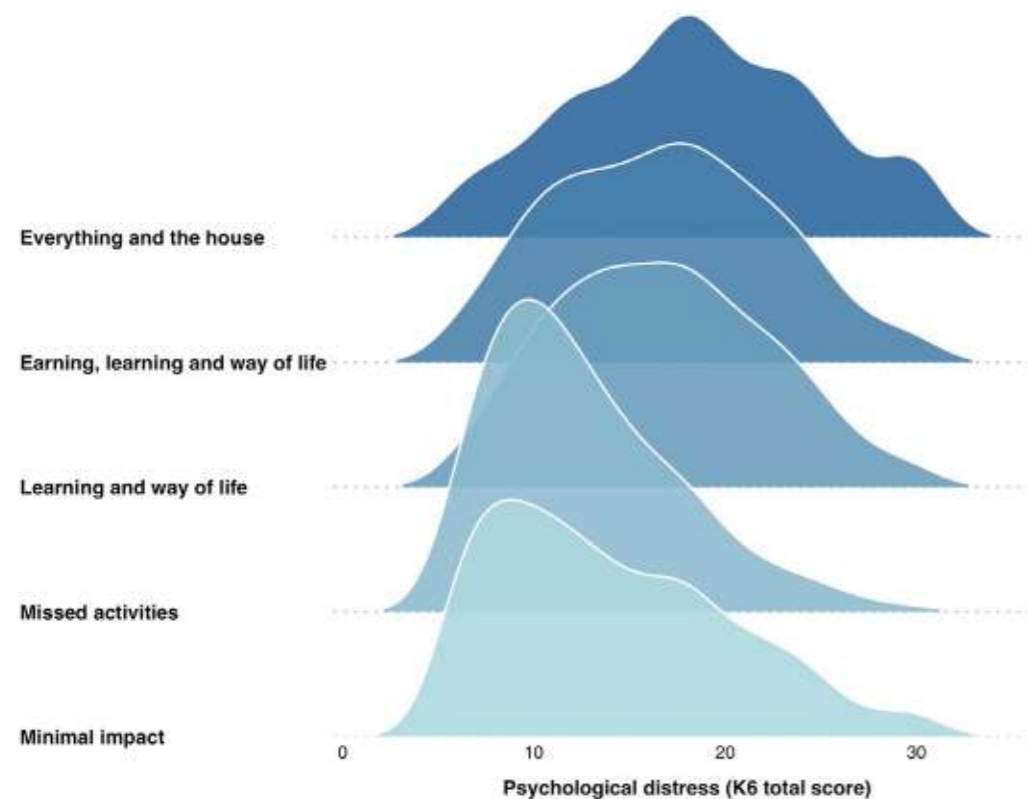 Everything and the house
Earning, learning and way of life
Learning and way of life
Missed activities
Minimal impact
0 10 20 30
Psychological distress (K6 total score)